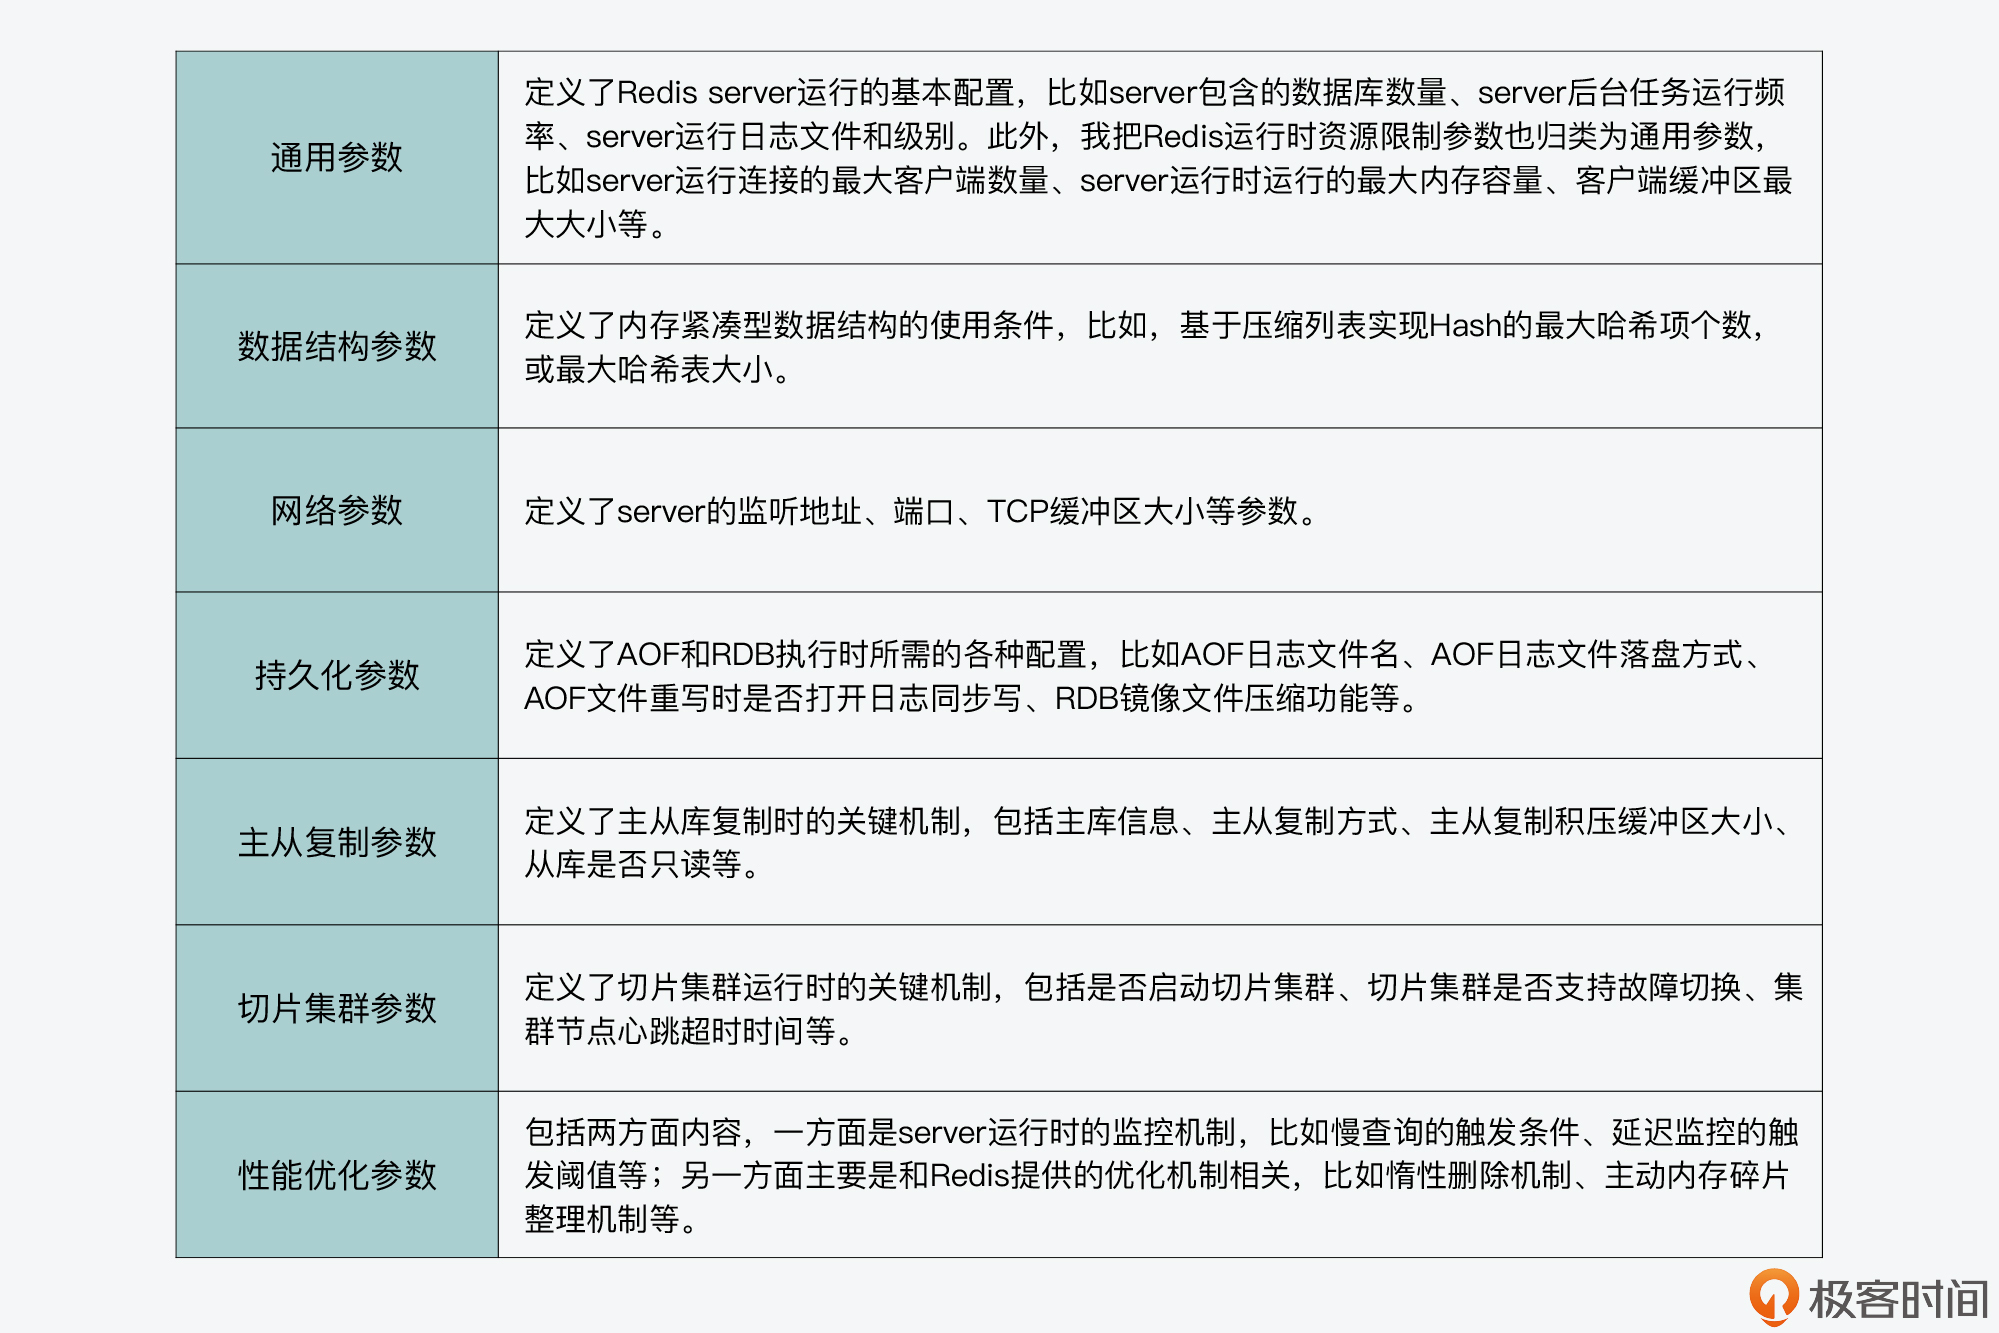 通用参数
定义了Redis server运行的基本配置，比如server包含的数据库数量、server后台任务运行频
率、server运行日志文件和级别。此外，我把Redis运行时资源限制参数也归类为通用参数，
比如server运行连接的最大客户端数量、server运行时运行的最大内存容量、客户端缓冲区最
大大小等。
数据结构参数
定义了内存紧凑型数据结构的使用条件，比如，基于压缩列表实现Hash的最大哈希项个数，
或最大哈希表大小。
网络参数
定义了server的监听地址、端口、TCP缓冲区大小等参数。
持久化参数
定义了AOF和RDB执行时所需的各种配置，比如AOF日志文件名、AOF日志文件落盘方式、
AOF文件重写时是否打开日志同步写、RDB镜像文件压缩功能等。
主从复制参数
定义了主从库复制时的关键机制，包括主库信息、主从复制方式、主从复制积压缓冲区大小、
从库是否只读等。
切片集群参数
定义了切片集群运行时的关键机制，包括是否启动切片集群、切片集群是否支持故障切换、集
群节点心跳超时时间等。
性能优化参数
包括两方面内容，一方面是server运行时的监控机制，比如慢查询的触发条件、延迟监控的触
发阈值等；另一方面主要是和Redis提供的优化机制相关，比如惰性删除机制、主动内存碎片
整理机制等。
极客时间